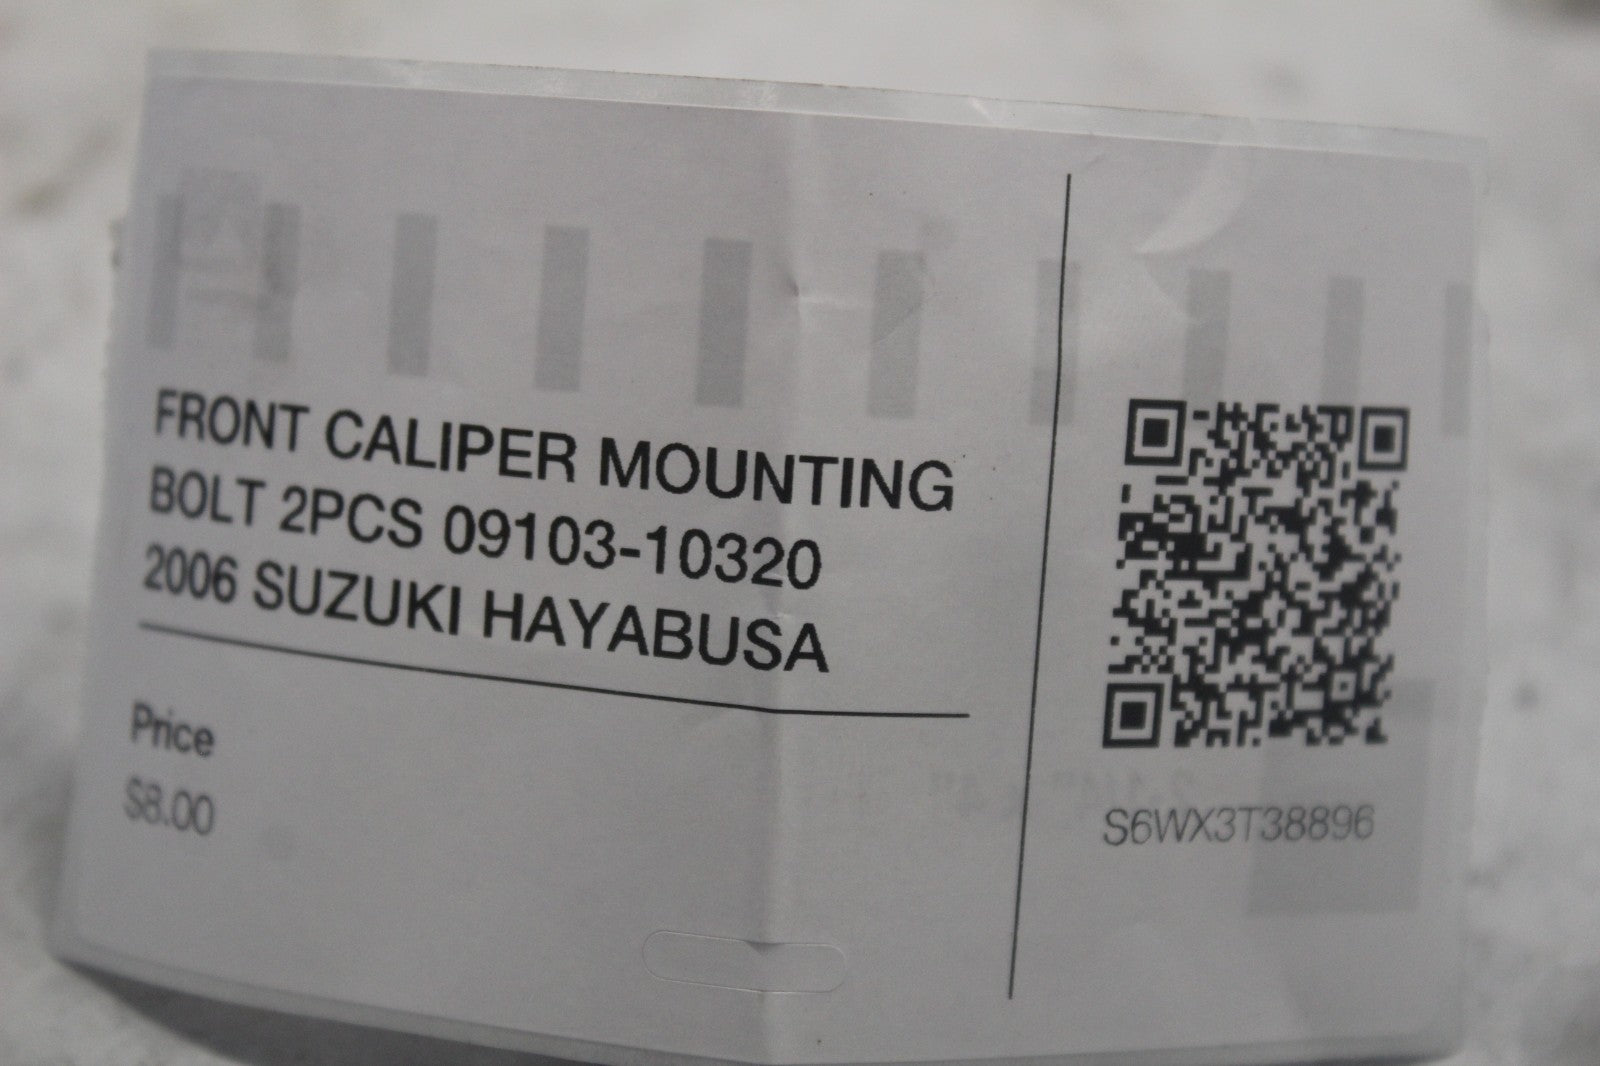 FRONT CALIPER MOUNTING
BOLT 2PCS 09103-10320
2006 SUZUKI HAYABUSA
Price
$8.00
S6WX3T38896